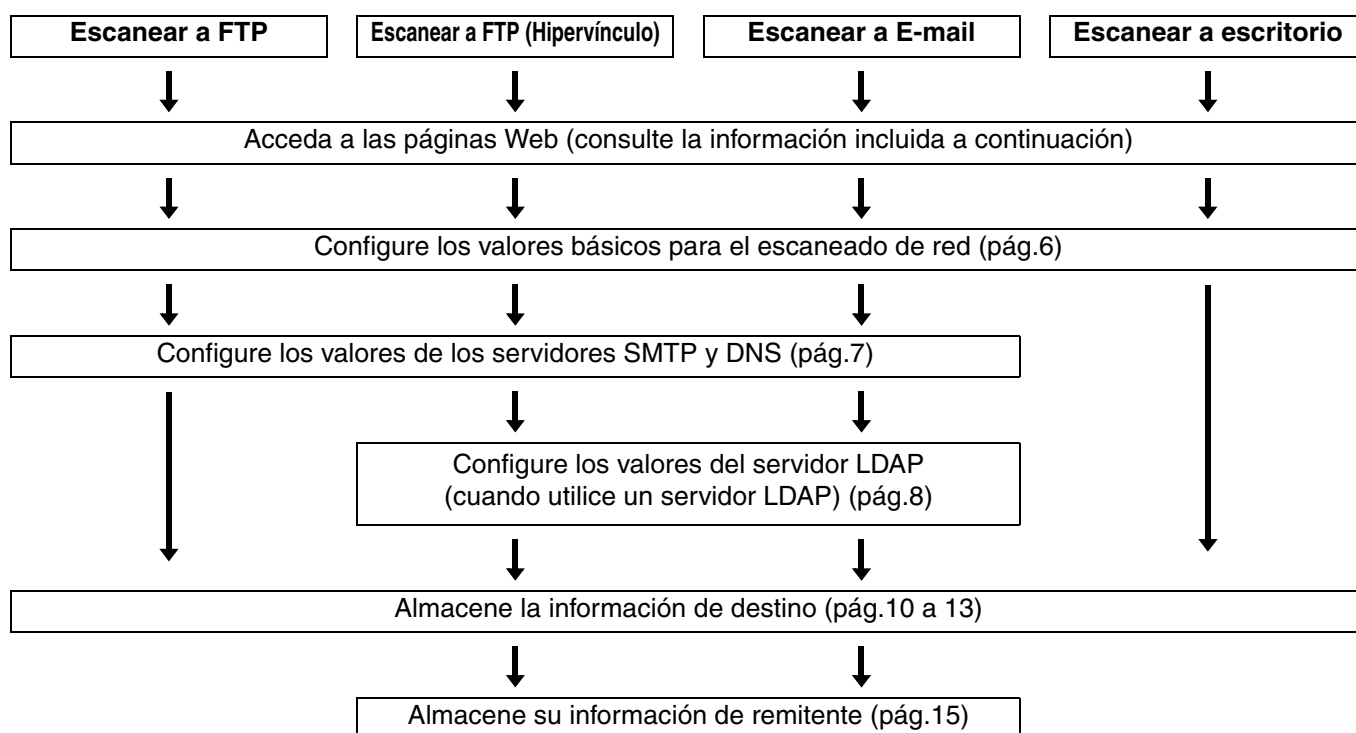 Escanear a FTP
Escanear a FTP (Hipervínculo)
Escanear a E-mail
Escanear a escritorio
Acceda a las páginas Web (consulte la información incluida a continuación)
Configure los valores básicos para el escaneado de red (pág.6)
Configure los valores de los servidores SMTP y DNS (pág.7)
Configure los valores del servidor LDAP
(cuando utilice un servidor LDAP) (pág.8)
Almacene la información de destino (pág.10 a 13)
Almacene su información de remitente (pág.15)